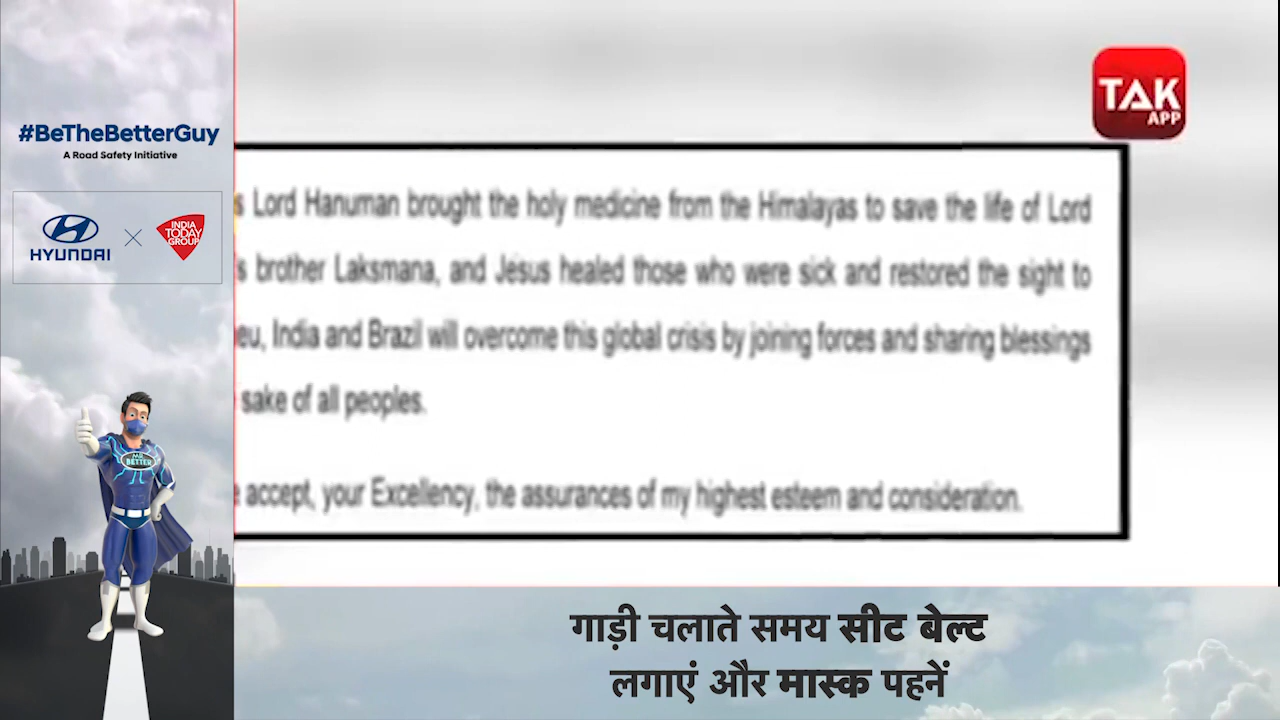 #BeTheBetterGuy
A Road Safety Initiative
HYUNDAI
INDIA
TODAY
GROUP
MR.
BETTER
TAK
APP
s Lord Hanuman brought the holy medicine from the Himalayas to save the life of Lord
's brother Laksmana, and Jesus healed those who were sick and restored the sight to
eu, India and Brazil will overcome this global crisis by joining forces and sharing blessings
sake of all peoples.
e accept, your Excellency, the assurances of my highest esteem and consideration.
गाड़ी चलाते समय सीट बेल्ट
लगाएं और मास्क पहनें